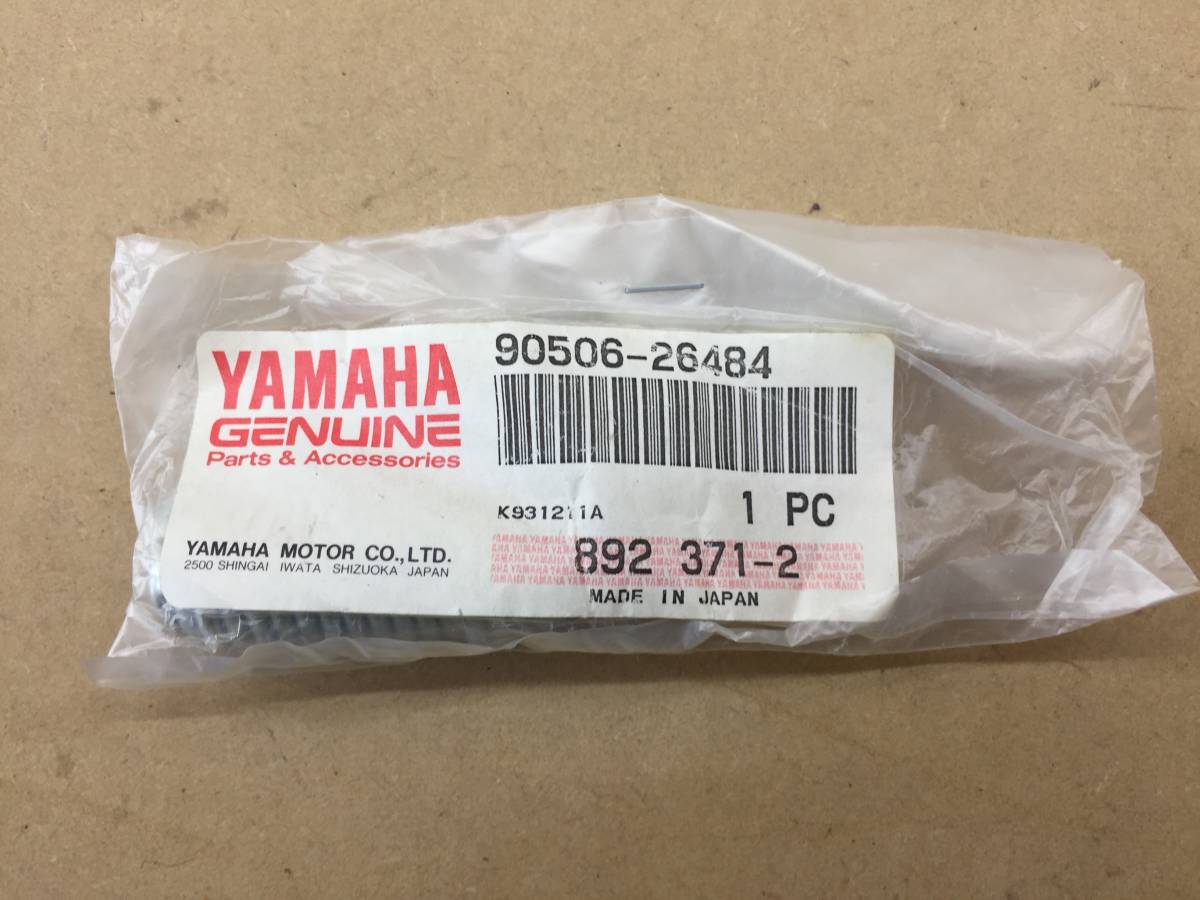 YAMAHA
GENUINE
Parts & Accessories
YAMAHA MOTOR CO.,LTD.
2500 SHINGAI IWATA SHIZUOKA JAPAN
90506-26484
K931211A
1 PC
892 371-2
MADE IN JAPAN